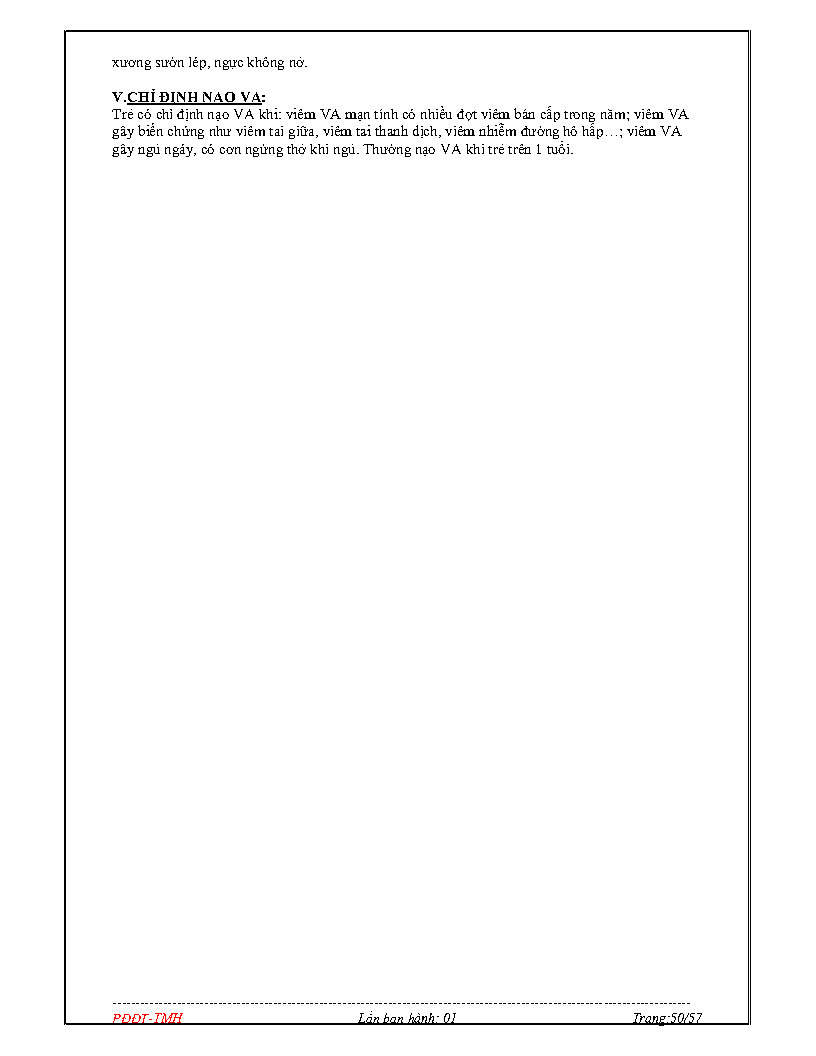 xương sườn lép, ngực không nở.
V.CHỈ ĐỊNH NẠO VA:
Trẻ có chỉ định nạo VA khi: viêm VA mạn tính có nhiều đợt viêm bán cấp trong năm; viêm VA
gây biến chứng như viêm tai giữa, viêm tai thanh dịch, viêm nhiễm đường hô hấp…; viêm VA
gây ngủ ngáy, có cơn ngừng thở khi ngủ. Thường nạo VA khi trẻ trên 1 tuổi.
PĐĐT-TMH Lần ban hành: 01 Trang:50/57